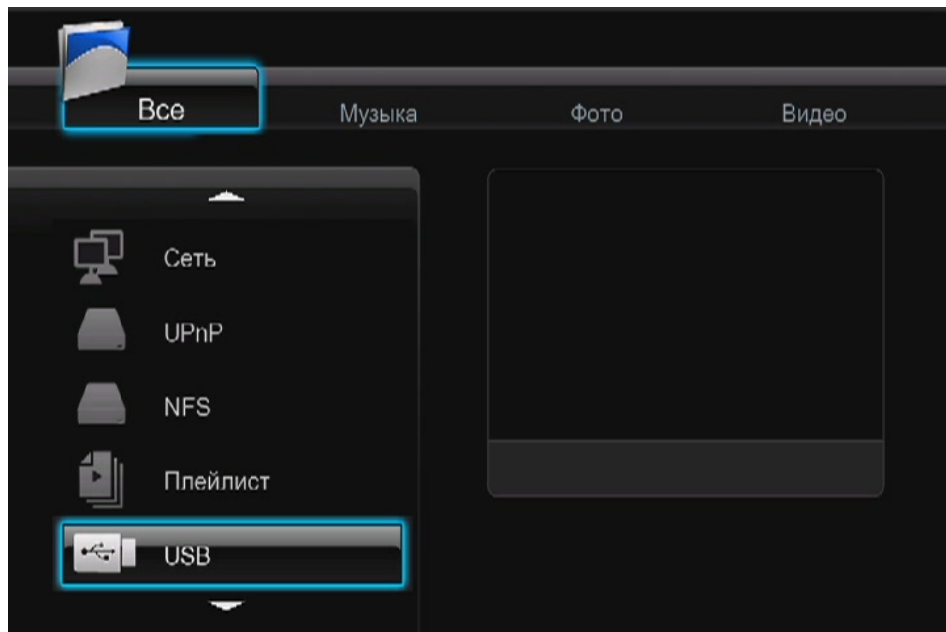 Все
Музыка
Фото
Видео
Сеть
UPnP
NFS
Плейлист
USB